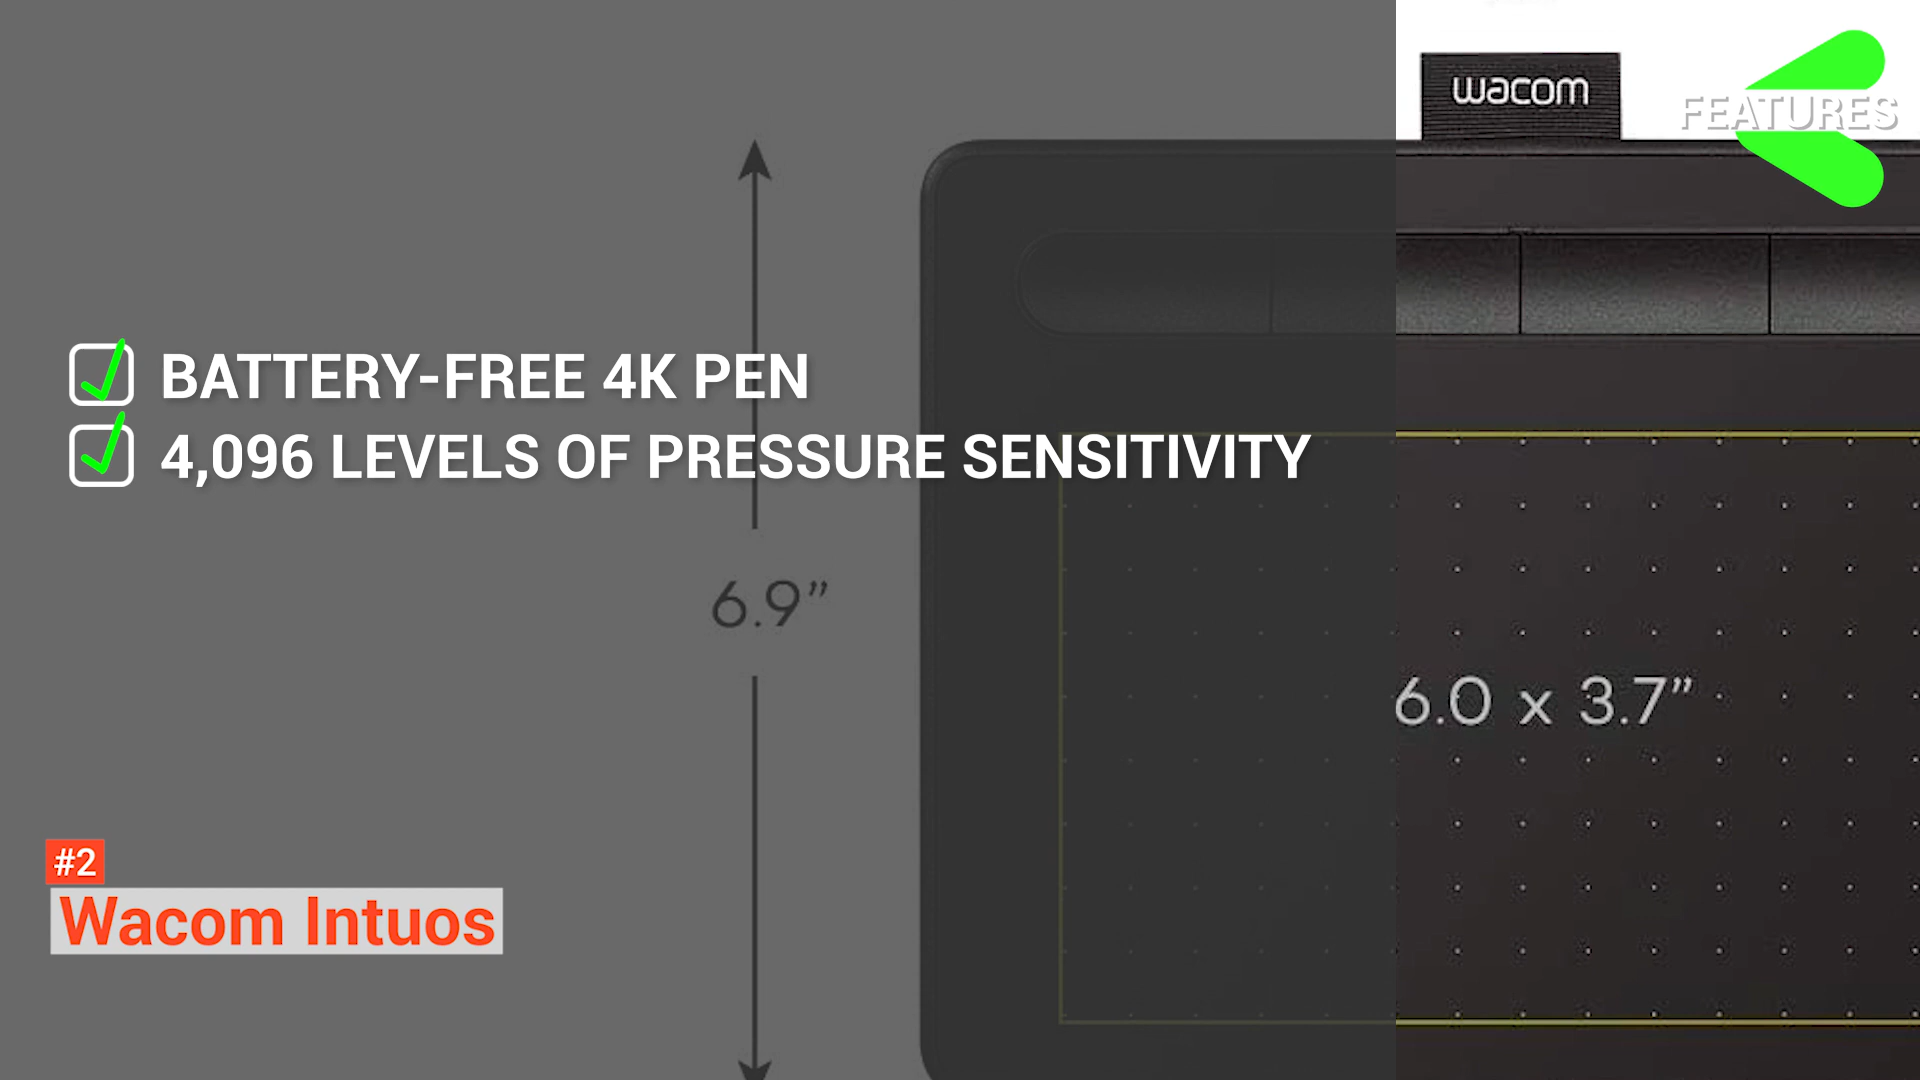 wacom
FEATURES
BATTERY-FREE 4K PEN
4,096 LEVELS OF PRESSURE SENSITIVITY
6.9”
6.0 x 3.7”
#2
Wacom Intuos